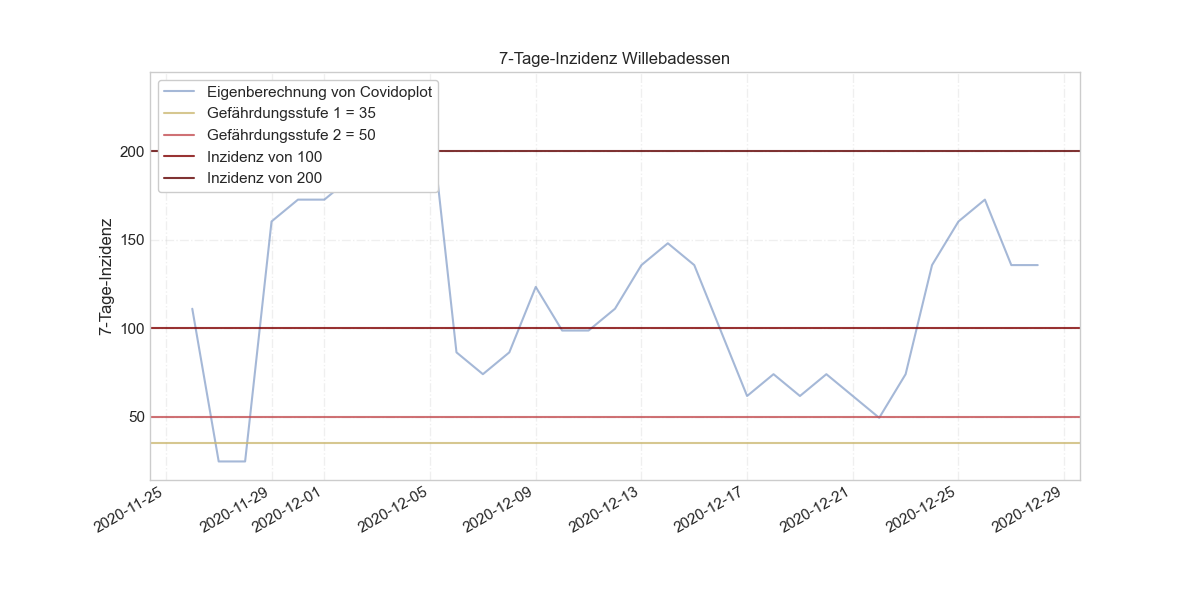 7-Tage-Inzidenz Willebadessen
Eigenberechnung von Covidoplot
Gefährdungsstufe 1 = 35
Gefährdungsstufe 2 = 50
Inzidenz von 100
Inzidenz von 200
7-Tage-Inzidenz
200
150
100
50
2020-11-25
2020-11-29
2020-12-01
2020-12-05
2020-12-09
2020-12-13
2020-12-17
2020-12-21
2020-12-25
2020-12-29